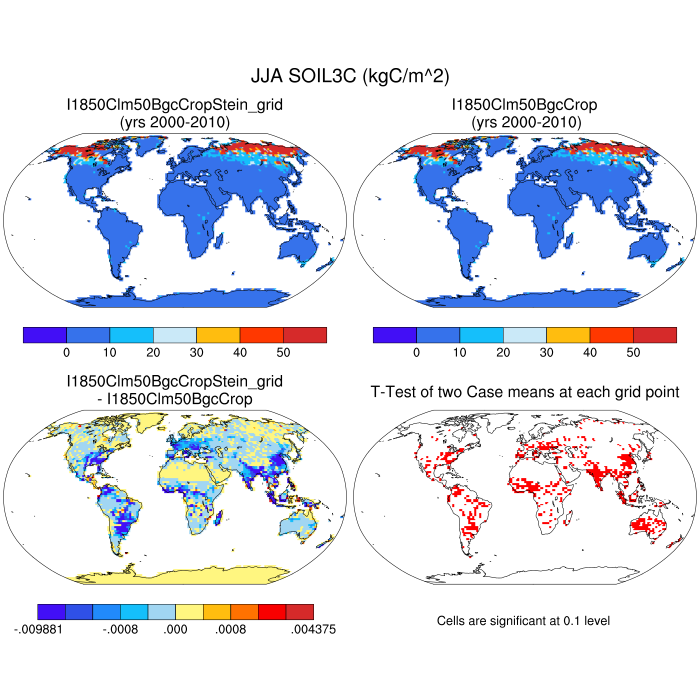 JJA SOIL3C (kgC/m^2)
I1850Clm50BgcCropStein_grid
(yrs 2000-2010)
I1850Clm50BgcCrop
(yrs 2000-2010)
0 10 20 30 40 50
0 10 20 30 40 50
I1850Clm50BgcCropStein_grid
- I1850Clm50BgcCrop
T-Test of two Case means at each grid point
-.009881 -.0008 .000 .0008 .004375
Cells are significant at 0.1 level